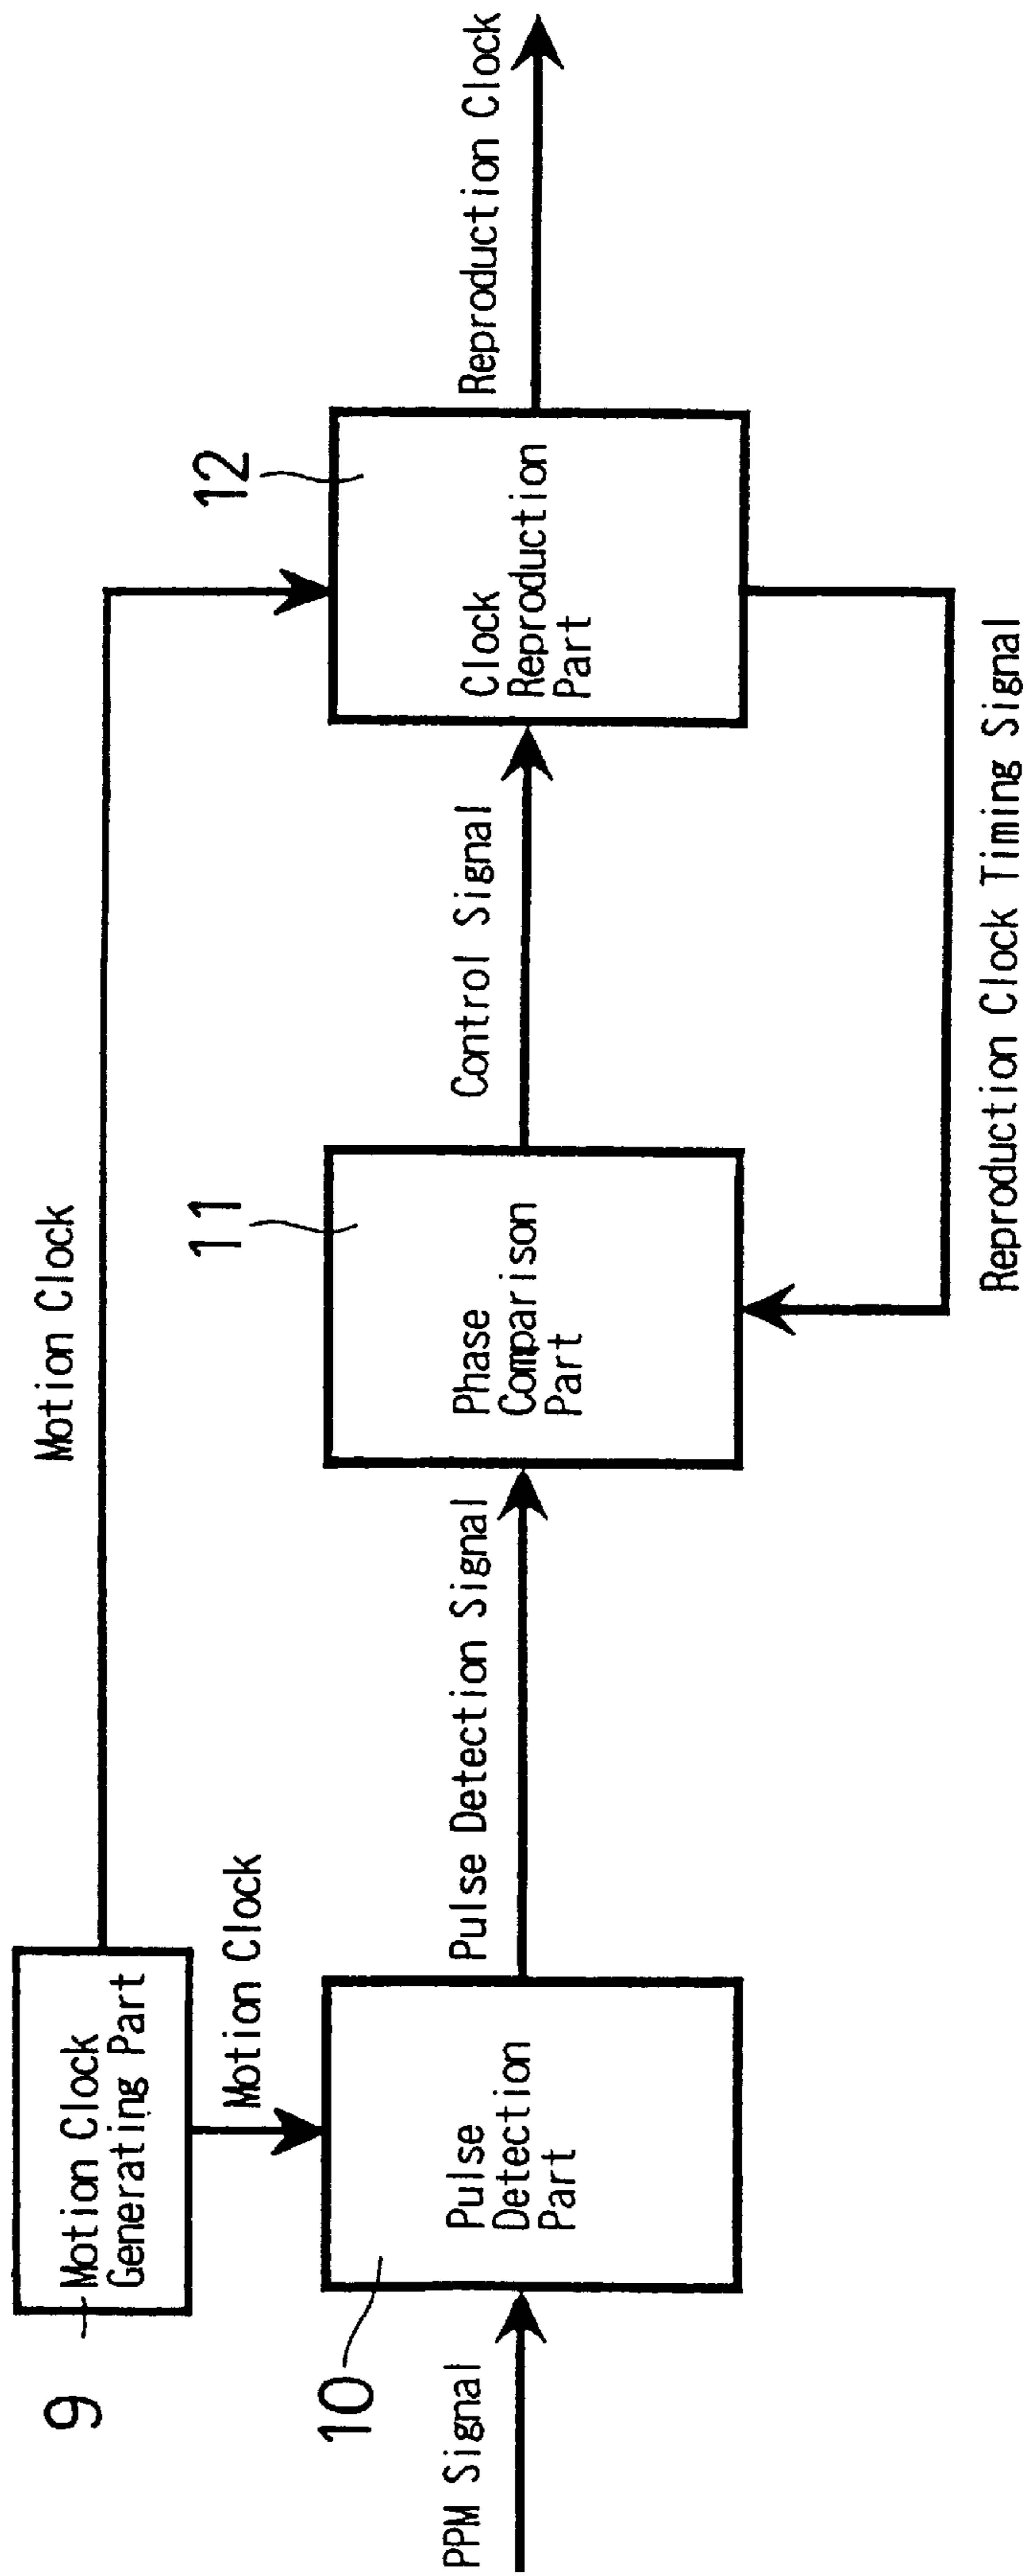 9
Motion Clock
Generating Part
Motion Clock
Motion Clock
PPM Signal
10
Pulse
Detection
Part
Pulse Detection Signal
11
Phase
Comparison
Part
Control Signal
12
Clock
Reproduction
Part
Reproduction Clock
Reproduction Clock Timing Signal